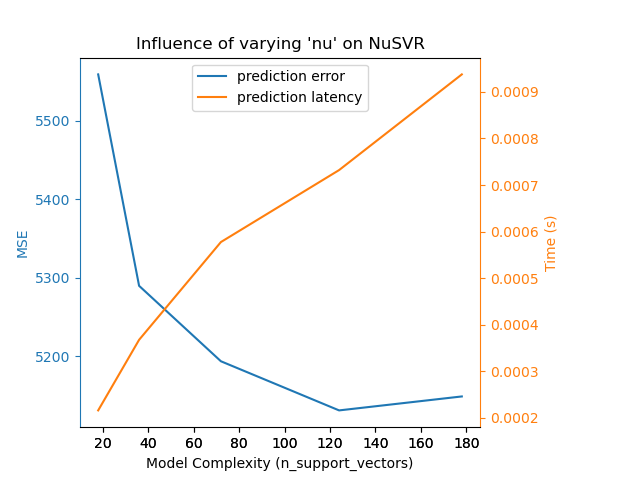 Influence of varying 'nu' on NuSVR
prediction error
prediction latency
MSE
5500
5400
5300
5200
0.0009
0.0008
0.0007
0.0006
0.0005
0.0004
0.0003
0.0002
Time (s)
20 40 60 80 100 120 140 160 180
Model Complexity (n_support_vectors)